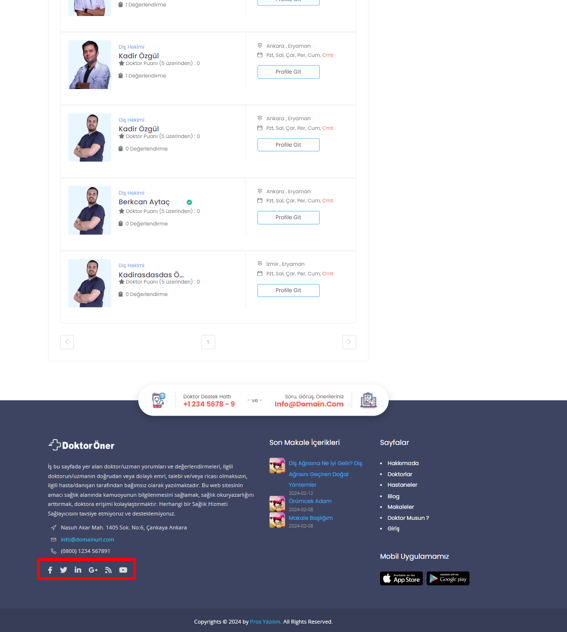 1 Değerlendirme
Profile Git
Diş Hekimi
Kadir Özgül
Doktor Puanı (5 üzerinden) : 0
1 Değerlendirme
Ankara , Eryaman
Pzt, Sal, Çar, Per, Cum, Cmt
Profile Git
Diş Hekimi
Kadir Özgül
Doktor Puanı (5 üzerinden) : 0
0 Değerlendirme
Ankara , Eryaman
Pzt, Sal, Çar, Per, Cum, Cmt
Profile Git
Diş Hekimi
Berkcan Aytaç
Doktor Puanı (5 üzerinden) : 0
0 Değerlendirme
Ankara , Eryaman
Pzt, Sal, Çar, Per, Cum, Cmt
Profile Git
Diş Hekimi
Kadirasdasdas Ö...
Doktor Puanı (5 üzerinden) : 0
0 Değerlendirme
İzmir , Eryaman
Pzt, Sal, Çar, Per, Cum, Cmt
Profile Git
1
Doktor Destek Hattı
+1 234 5678 - 9
- ve -
Soru, Görüş, Önerileriniz
Info@Domain.Com
DoktorÖner
İş bu sayfada yer alan doktor/uzman yorumları ve değerlendirmeleri, ilgili
doktorun/uzmanın doğrudan veya dolaylı emri, talebi ve/veya ricası olmaksızın,
ilgili hasta/danışan tarafından bağımsız olarak yazılmaktadır. Bu web sitesinin
amacı sağlık alanında kamuoyunun bilgilenmesini sağlamak, sağlık okuryazarlığını
arttırmak, doktora erişimi kolaylaştırmaktır. Herhangi bir Sağlık Hizmeti
Sağlayıcısını tavsiye etmiyoruz ve desteklemiyoruz.
Nasuh Akar Mah. 1405 Sok. No:6, Çankaya Ankara
info@domainurl.com
(0800) 1234 567891
Son Makale İçerikleri
Diş Ağrısına Ne İyi Gelir? Diş
Ağrısını Geçiren Doğal
Yöntemler
2024-02-12
Örümcek Adam
2024-02-08
Makale Başlığım
2024-02-08
Sayfalar
Hakkımızda
Doktorlar
Hastaneler
Blog
Makaleler
Doktor Musun ?
Giriş
Mobil Uygulamamız
App Store
Google play
Copyrights © 2024 by Pros Yazılım. All Rights Reserved.